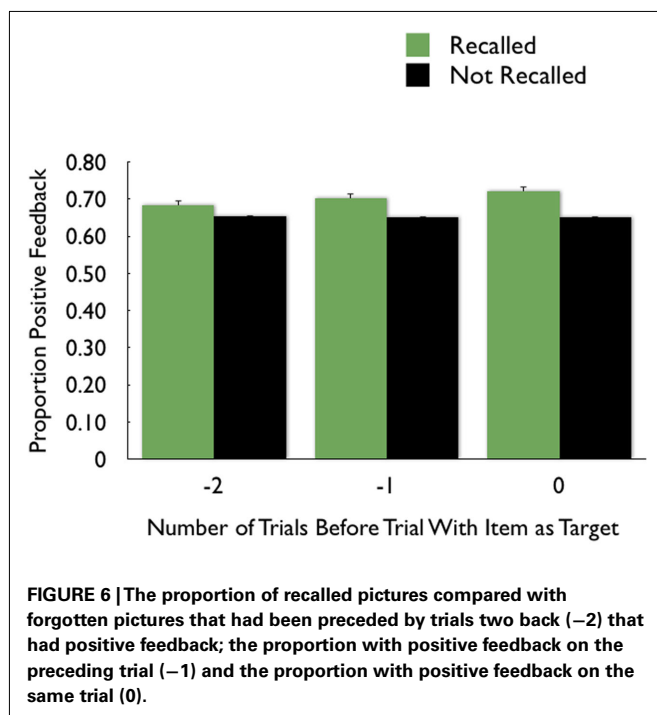 Recalled
Not Recalled
0.80
0.70
0.60
0.50
0.40
0.30
0.20
0.10
0
Proportion Positive Feedback
-2 -1 0
Number of Trials Before Trial With Item as Target
FIGURE 6 | The proportion of recalled pictures compared with
forgotten pictures that had been preceded by trials two back (−2) that
had positive feedback; the proportion with positive feedback on the
preceding trial (−1) and the proportion with positive feedback on the
same trial (0).